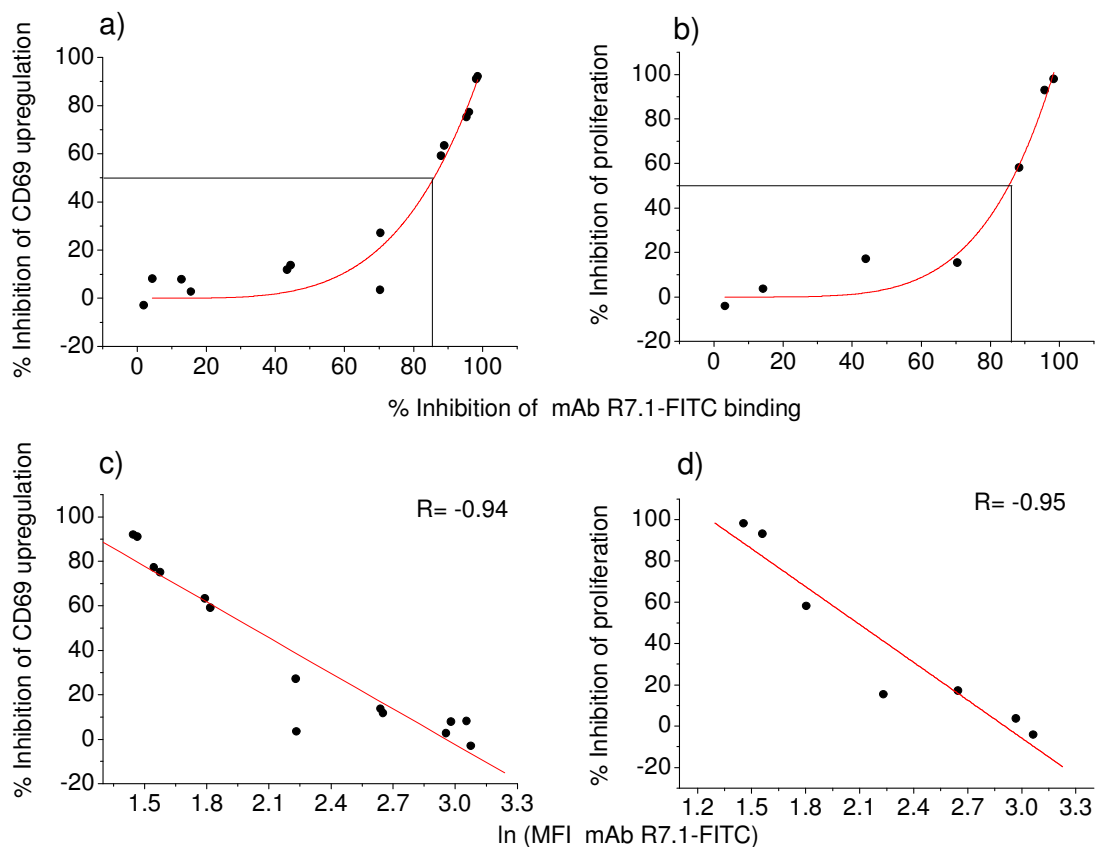 a)
% Inhibition of CD69 upregulation
100
80
60
40
20
0
-20
0 20 40 60 80 100
b)
% Inhibition of proliferation
100
80
60
40
20
0
-20
0 20 40 60 80 100
% Inhibition of mAb R7.1-FITC binding
c)
R= -0.94
% Inhibition of CD69 upregulation
100
80
60
40
20
0
-20
1.5 1.8 2.1 2.4 2.7 3.0 3.3
d)
R= -0.95
% Inhibition of proliferation
100
80
60
40
20
0
-20
1.2 1.5 1.8 2.1 2.4 2.7 3.0 3.3
ln (MFI mAb R7.1-FITC)